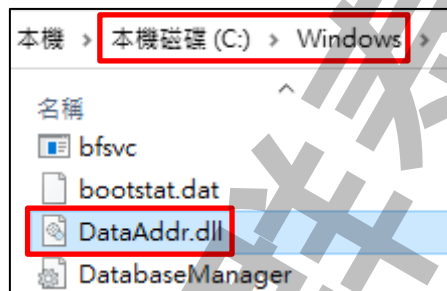 本機 > 本機磁碟 (C:) > Windows >
名稱
bfsvc
bootstat.dat
DataAddr.dll
DatabaseManager